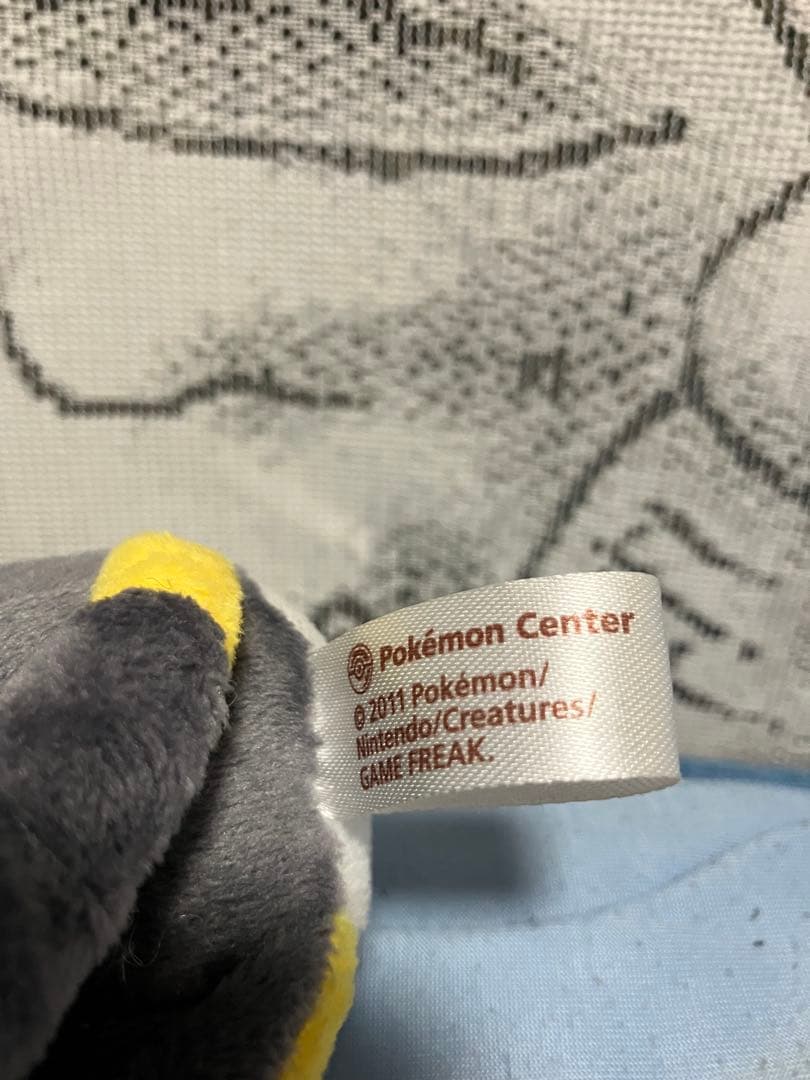 Pokémon Center
© 2011 Pokémon/
Nintendo/Creatures/
GAME FREAK.